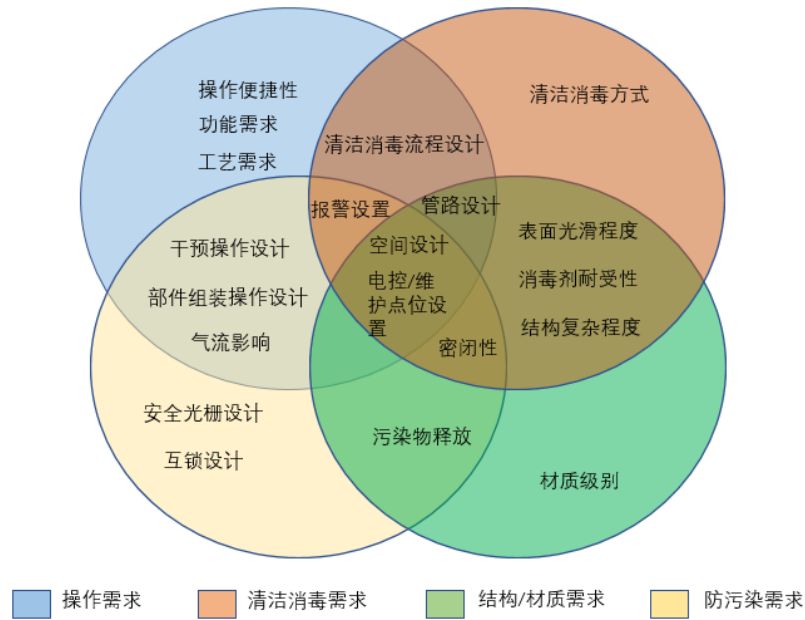 操作便捷性
功能需求
工艺需求
清洁消毒方式
清洁消毒流程设计
报警设置
管路设计
干预操作设计
部件组装操作设计
气流影响
空间设计
电控/维
护点位设
置
密闭性
表面光滑程度
消毒剂耐受性
结构复杂程度
安全光栅设计
互锁设计
污染物释放
材质级别
操作需求
清洁消毒需求
结构/材质需求
防污染需求